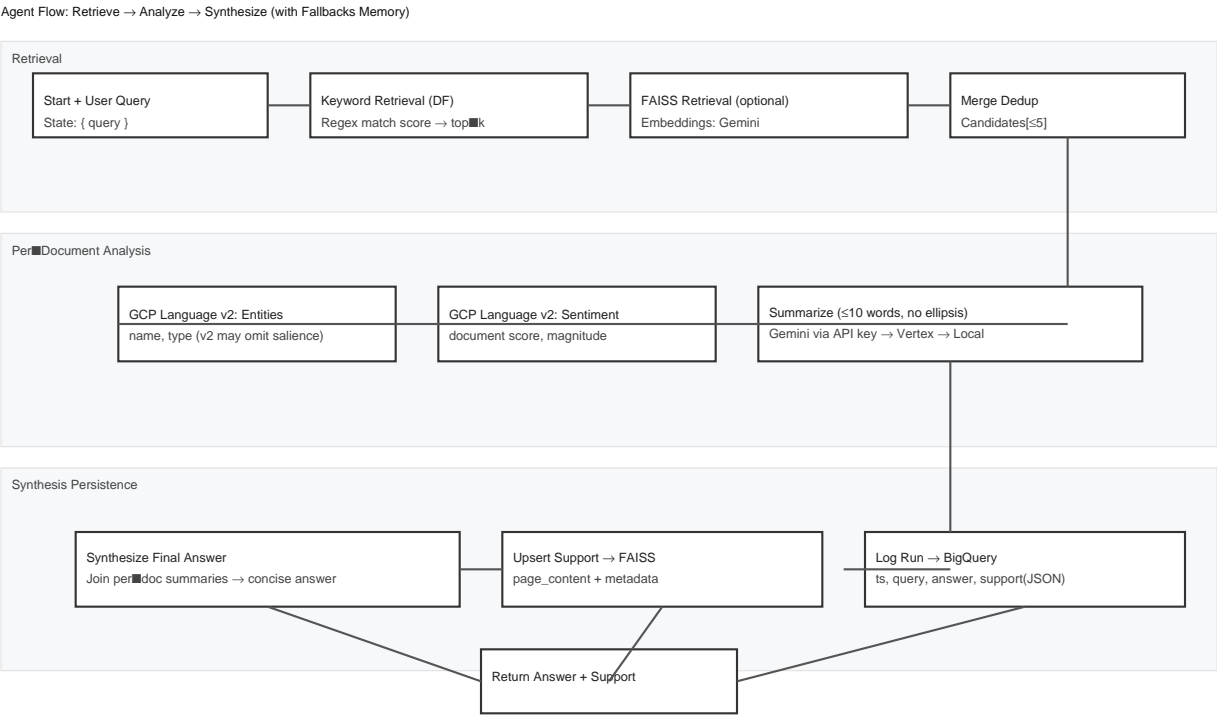 Agent Flow: Retrieve → Analyze → Synthesize (with Fallbacks Memory)
Retrieval
Start + User Query
State: { query }
Keyword Retrieval (DF)
Regex match score → top■k
FAISS Retrieval (optional)
Embeddings: Gemini
Merge Dedup
Candidates[≤5]
Per■Document Analysis
GCP Language v2: Entities
name, type (v2 may omit salience)
GCP Language v2: Sentiment
document score, magnitude
Summarize (≤10 words, no ellipsis)
Gemini via API key → Vertex → Local
Synthesis Persistence
Synthesize Final Answer
Join per■doc summaries → concise answer
Upsert Support → FAISS
page_content + metadata
Log Run → BigQuery
ts, query, answer, support(JSON)
Return Answer + Support